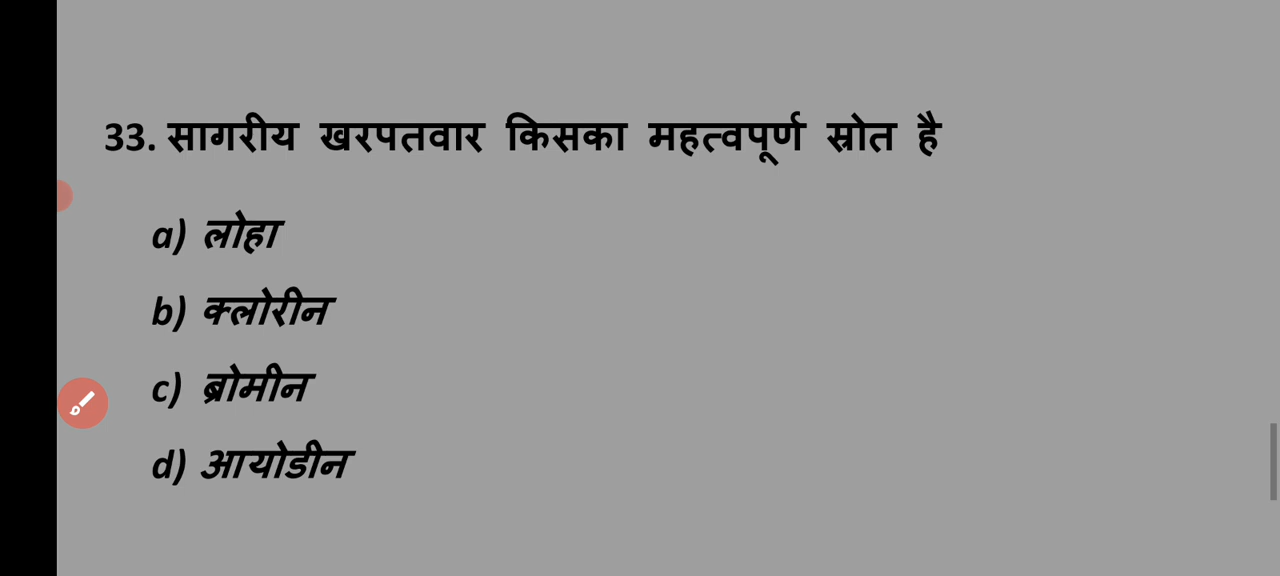 33. सागरीय खरपतवार किसका महत्वपूर्ण स्रोत है
a) लोहा
b) क्लोरीन
c) ब्रोमीन
d) आयोडीन